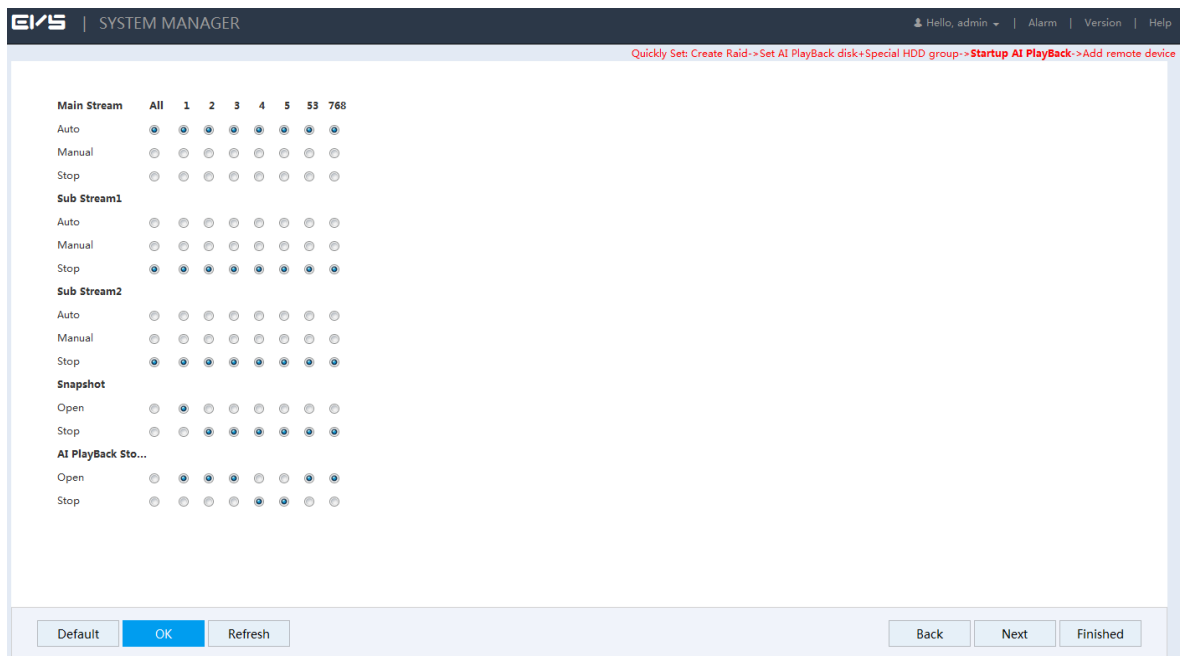 EVS | SYSTEM MANAGER Hello, admin | Alarm | Version | Help
Quickly Set: Create Raid->Set AI PlayBack disk+Special HDD group->Startup AI PlayBack->Add remote device
Main Stream All 1 2 3 4 5 53 768
Auto
Manual
Stop
Sub Stream1
Auto
Manual
Stop
Sub Stream2
Auto
Manual
Stop
Snapshot
Open
Stop
AI PlayBack Sto...
Open
Stop
Default OK Refresh Back Next Finished